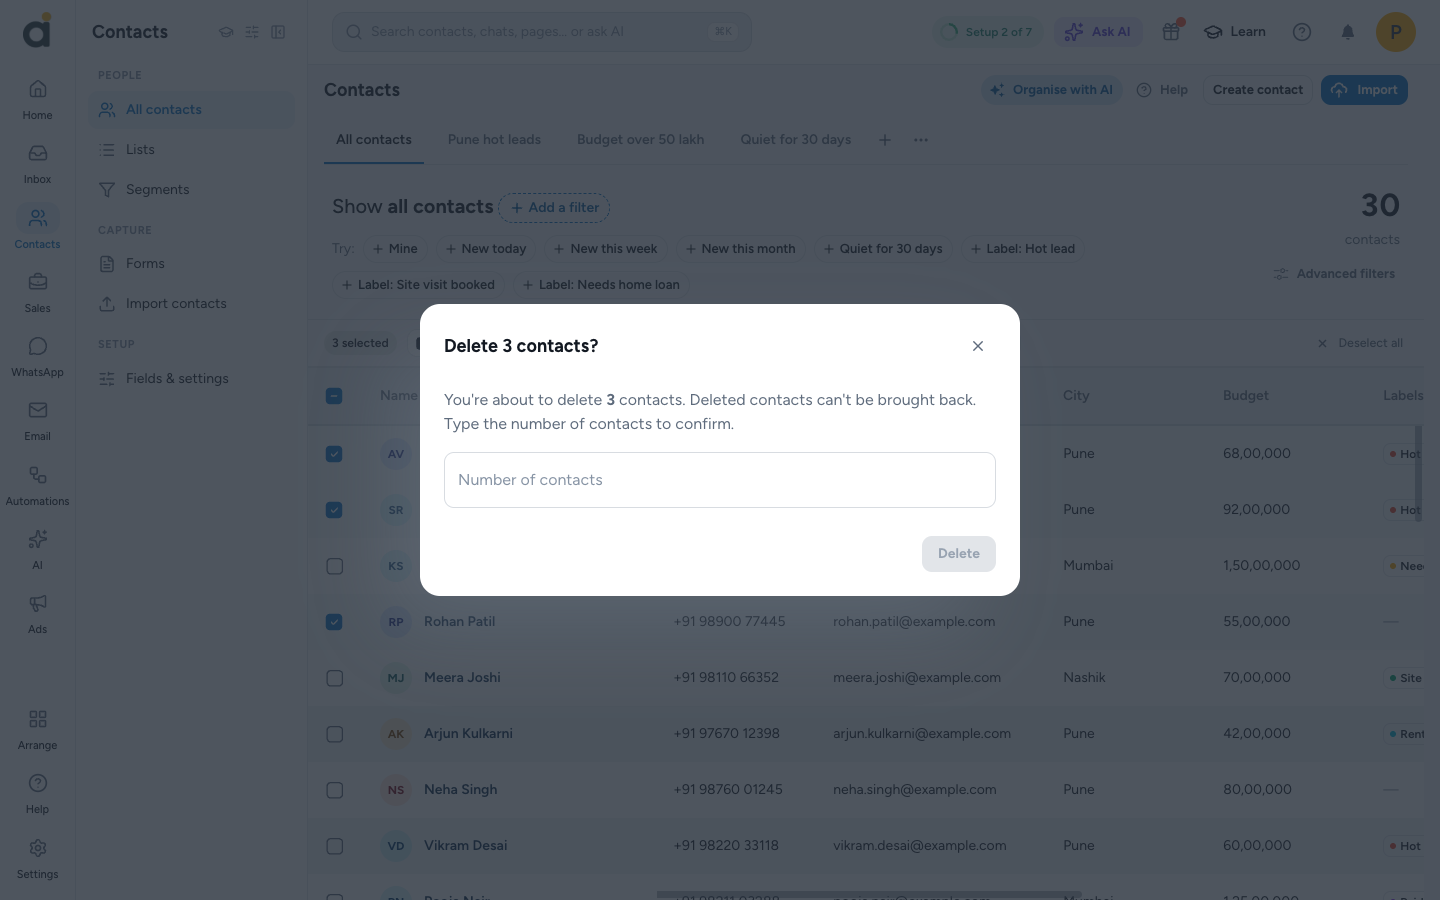 Contacts
Search contacts, chats, pages... or ask AI
⌘K
Setup 2 of 7
Ask AI
Learn
P
Home
Inbox
Contacts
Sales
WhatsApp
Email
Automations
AI
Ads
Arrange
Help
Settings
PEOPLE
All contacts
Lists
Segments
CAPTURE
Forms
Import contacts
SETUP
Fields & settings
Contacts
Organise with AI
Help
Create contact
Import
All contacts
Pune hot leads
Budget over 50 lakh
Quiet for 30 days
Show all contacts
+ Add a filter
30
contacts
Try:
+ Mine
+ New today
+ New this week
+ New this month
+ Quiet for 30 days
+ Label: Hot lead
+ Label: Site visit booked
+ Label: Needs home loan
Advanced filters
3 selected
Deselect all
Delete 3 contacts?
You're about to delete 3 contacts. Deleted contacts can't be brought back.
Type the number of contacts to confirm.
Number of contacts
Delete
Name City Budget Labels
AV Pune 68,00,000 Hot
SR Pune 92,00,000 Hot
KS Mumbai 1,50,00,000
RP Rohan Patil +91 98900 77445 rohan.patil@example.com Pune 55,00,000 —
MJ Meera Joshi +91 98110 66352 meera.joshi@example.com Nashik 70,00,000 Site
AK Arjun Kulkarni +91 97670 12398 arjun.kulkarni@example.com Pune 42,00,000 Rent
NS Neha Singh +91 98760 01245 neha.singh@example.com Pune 80,00,000 —
VD Vikram Desai +91 98220 33118 vikram.desai@example.com Pune 60,00,000 Hot